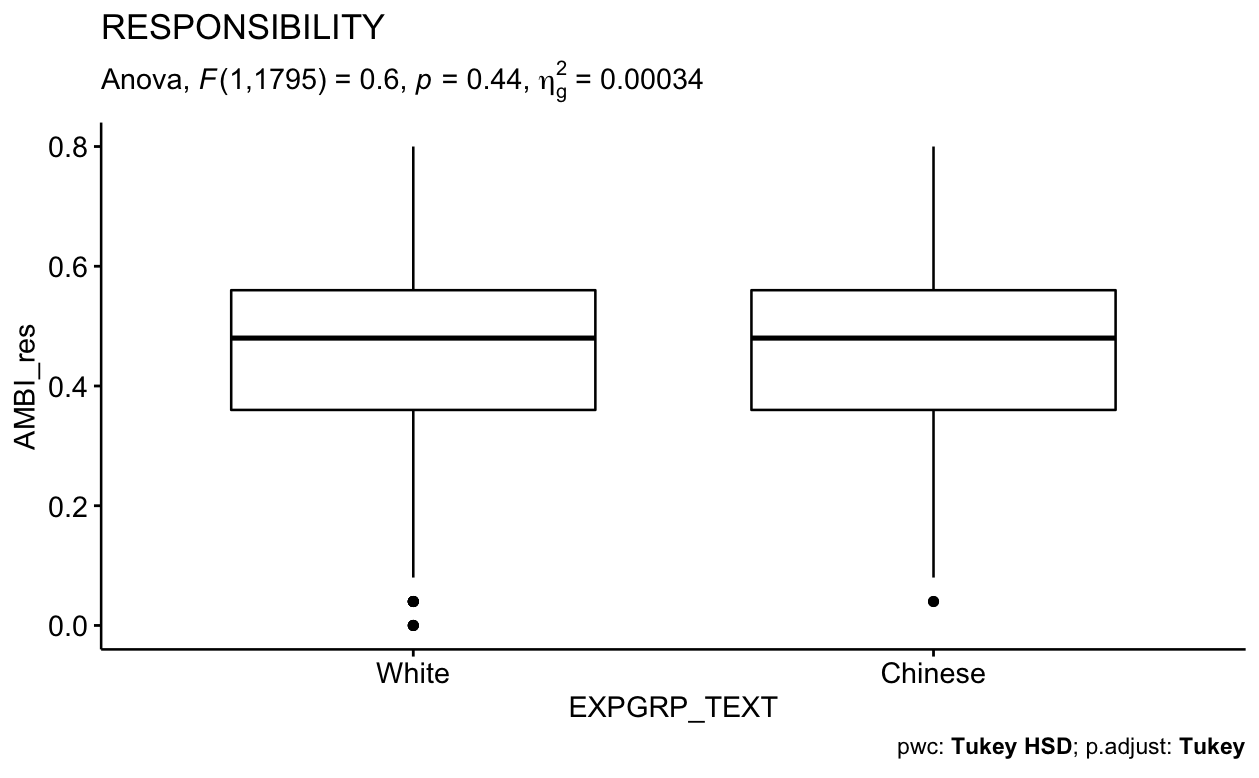 RESPONSIBILITY
Anova, F(1,1795) = 0.6, p = 0.44, η²g = 0.00034
0.8
0.6
0.4
0.2
0.0
AMBI_res
White Chinese
EXPGRP_TEXT
pwc: Tukey HSD; p.adjust: Tukey